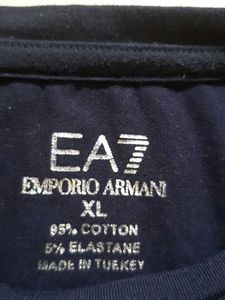 EA7
EMPORIO ARMANI
XL
95% COTTON
5% ELASTANE
MADE IN TURKEY